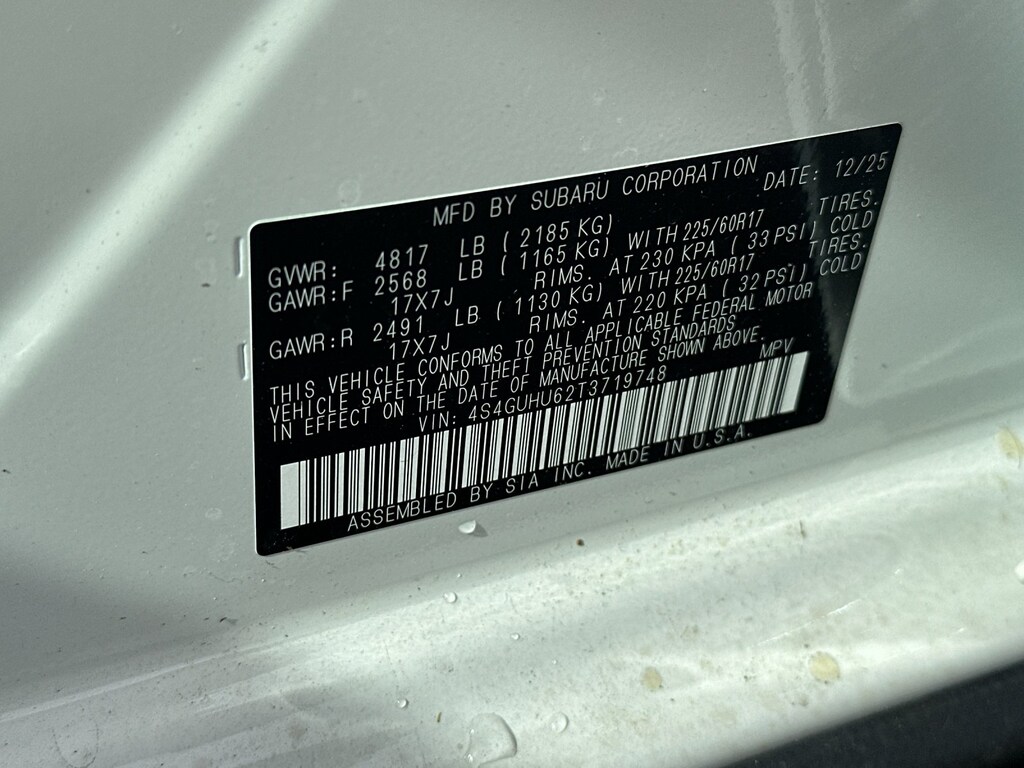 MFD BY SUBARU CORPORATION
DATE: 12/25
GVWR: 4817 LB ( 2185 KG)
GAWR:F 2568 LB ( 1165 KG) WITH 225/60R17 TIRES.
17X7J RIMS. AT 230 KPA ( 33 PSI) COLD
GAWR:R 2491 LB ( 1130 KG) WITH 225/60R17 TIRES.
17X7J RIMS. AT 220 KPA ( 32 PSI) COLD
THIS VEHICLE CONFORMS TO ALL APPLICABLE FEDERAL MOTOR
VEHICLE SAFETY AND THEFT PREVENTION STANDARDS
IN EFFECT ON THE DATE OF MANUFACTURE SHOWN ABOVE.
VIN: 4S4GUHU62T3719748 MPV
ASSEMBLED BY SIA INC. MADE IN U.S.A.